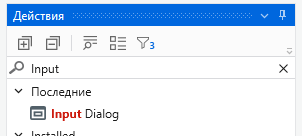 Действия
3
Input
Последние
Input Dialog
Installed